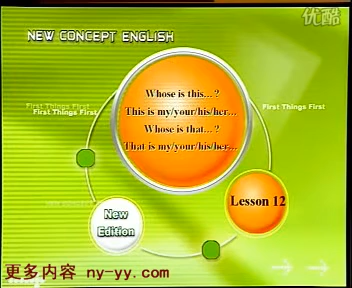 优酷
NEW CONCEPT ENGLISH
Whose is this... ?
This is my/your/his/her...
Whose is that... ?
That is my/your/his/her...
First Things First
First Things First
First Things First
Lesson 12
New
Edition
更多内容 ny-yy. com